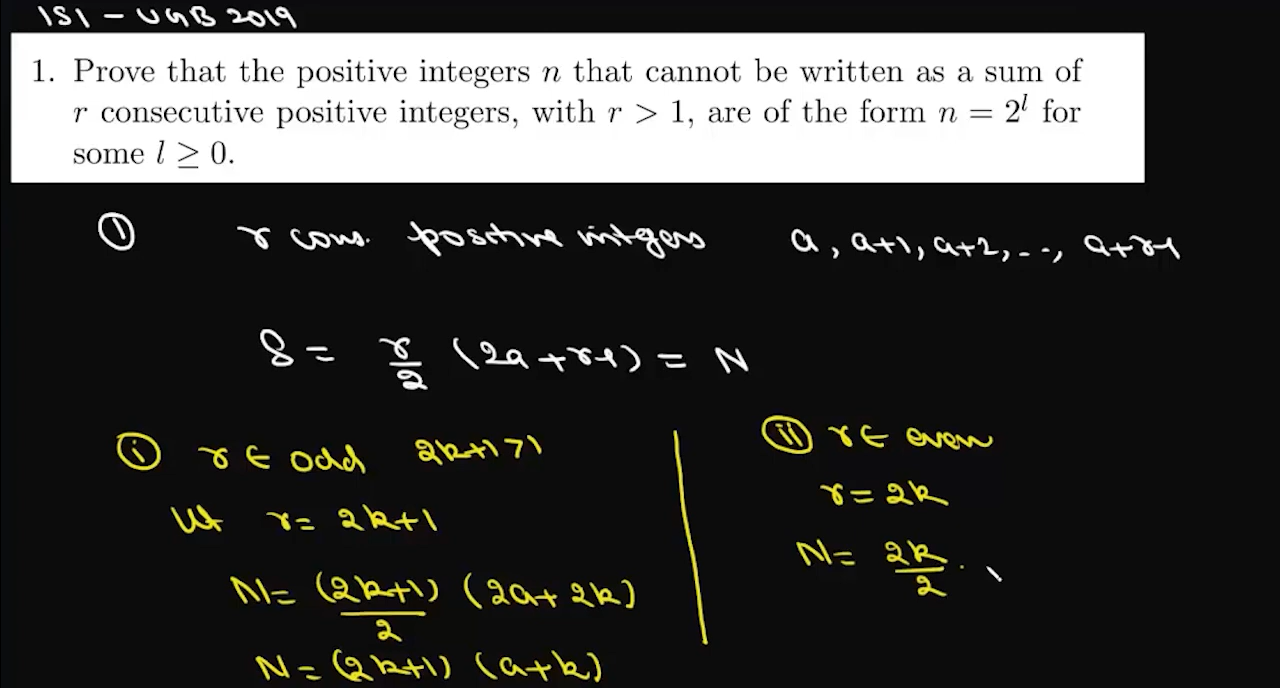 ISI - UGB 2019
1. Prove that the positive integers n that cannot be written as a sum of
r consecutive positive integers, with r > 1, are of the form n = 2^l for
some l ≥ 0.
① r cons. positive intgers a, a+1, a+2, .., a+r-1
S = r/2 (2a+r-1) = N
ⓘ r ∈ odd 2k+1>1
let r = 2k+1
N = (2k+1)/2 (2a+2k)
N = (2k+1) (a+k)
ⓘⓘ r ∈ even
r = 2k
N = 2k/2 .